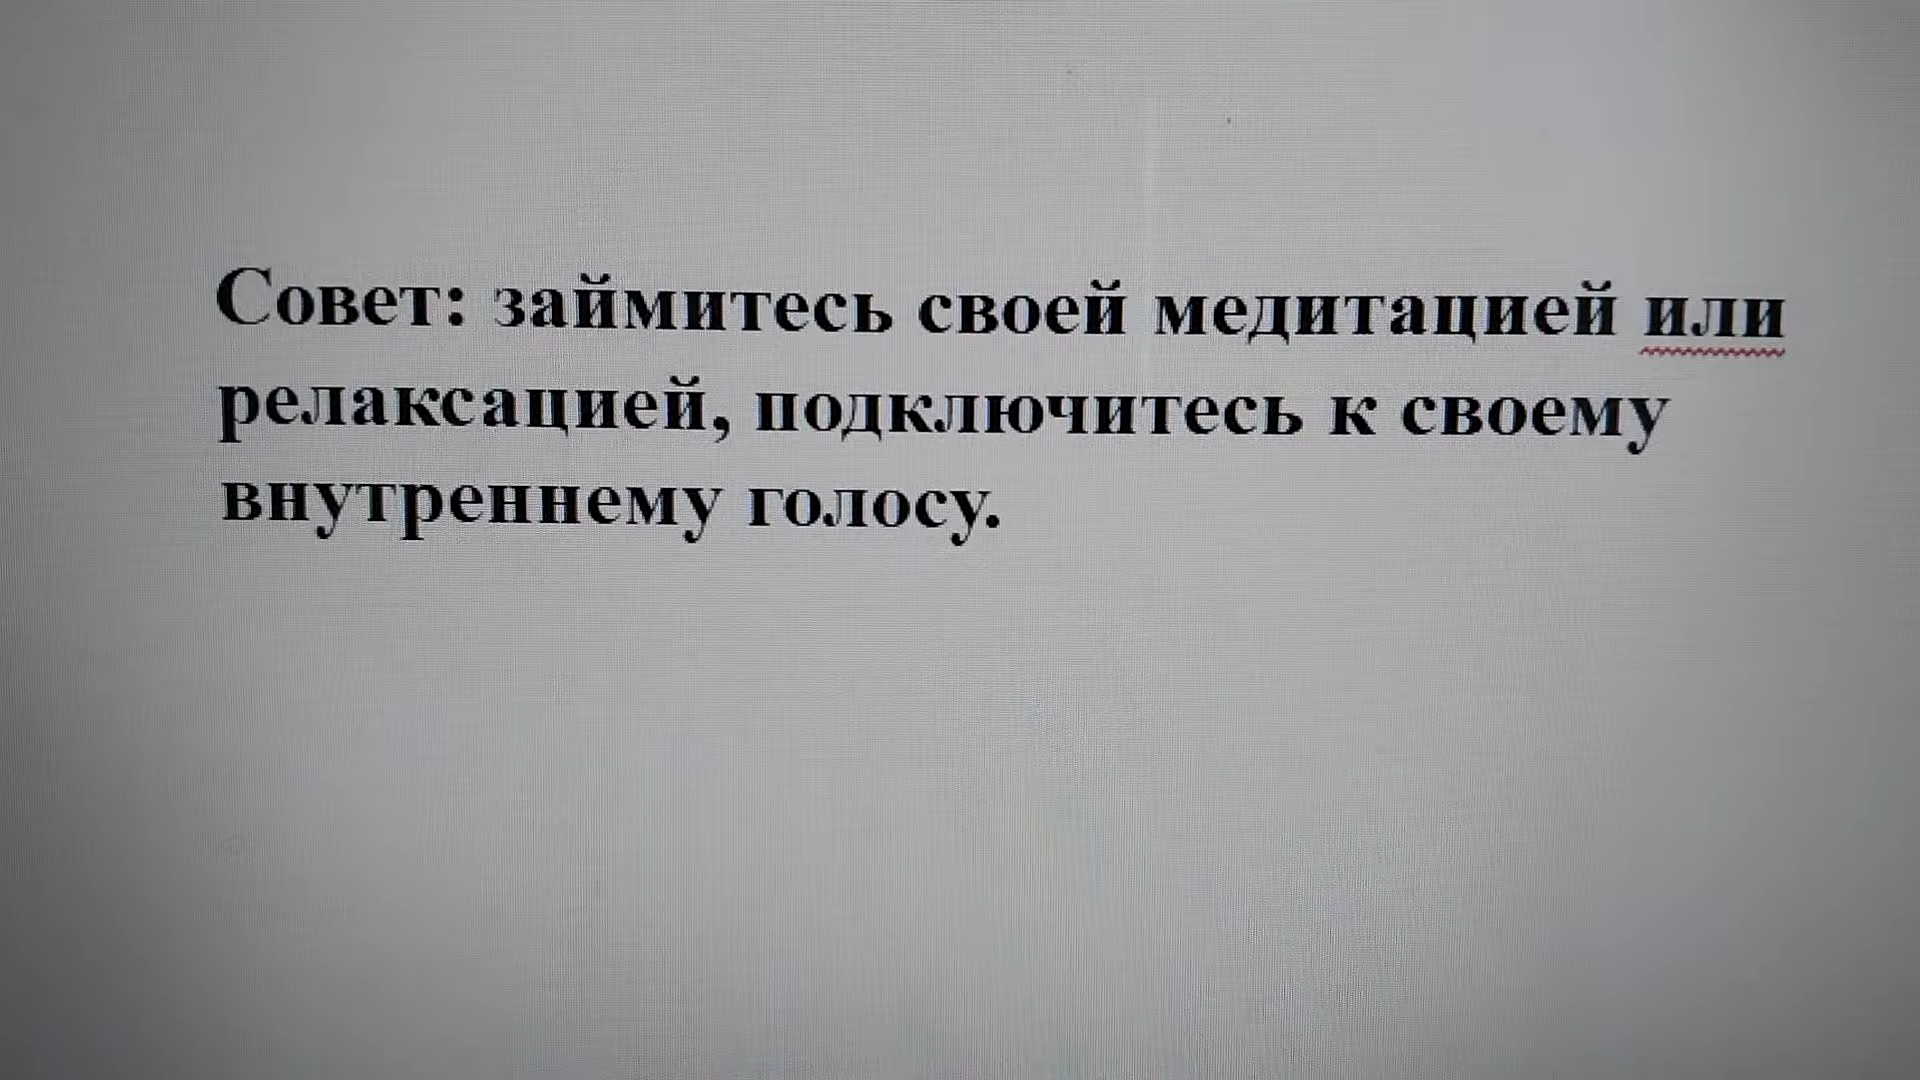 Совет: займитесь своей медитацией или
релаксацией, подключитесь к своему
внутреннему голосу.